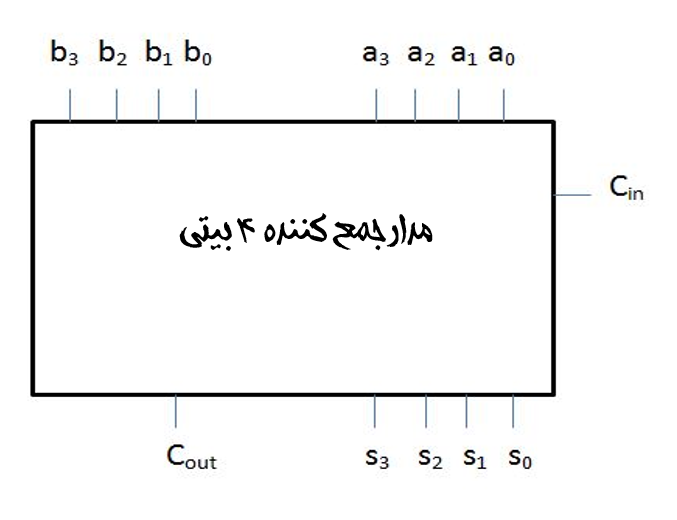 b₃ b₂ b₁ b₀ a₃ a₂ a₁ a₀
Cᵢₙ
مدار جمع کننده ۴ بیتی
Cₒᵤₜ s₃ s₂ s₁ s₀